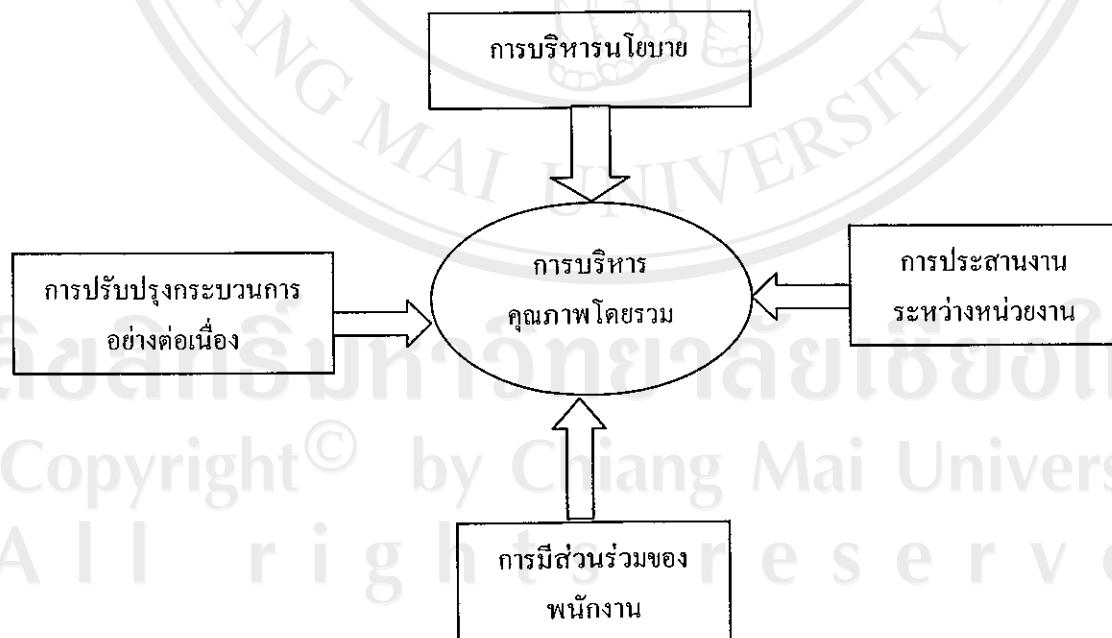 การบริหารนโยบาย
ANG MAI UNIVERSITY
การบริหาร
คุณภาพโดยรวม
การประสานงาน
ระหว่างหน่วยงาน
การปรับปรุงกระบวนการ
อย่างต่อเนื่อง
Copyright© by Chiang Mai Univers
All rights reserve
การมีส่วนร่วมของ
พนักงาน